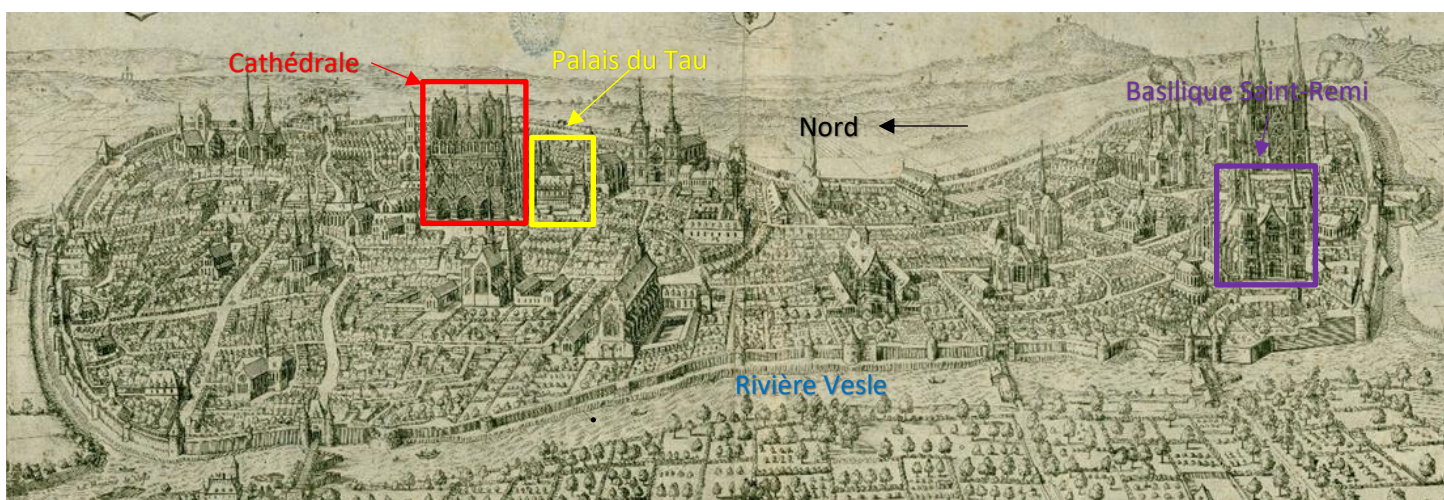 Cathédrale
Palais du Tau
Basilique Saint-Remi
Nord
Rivière Vesle